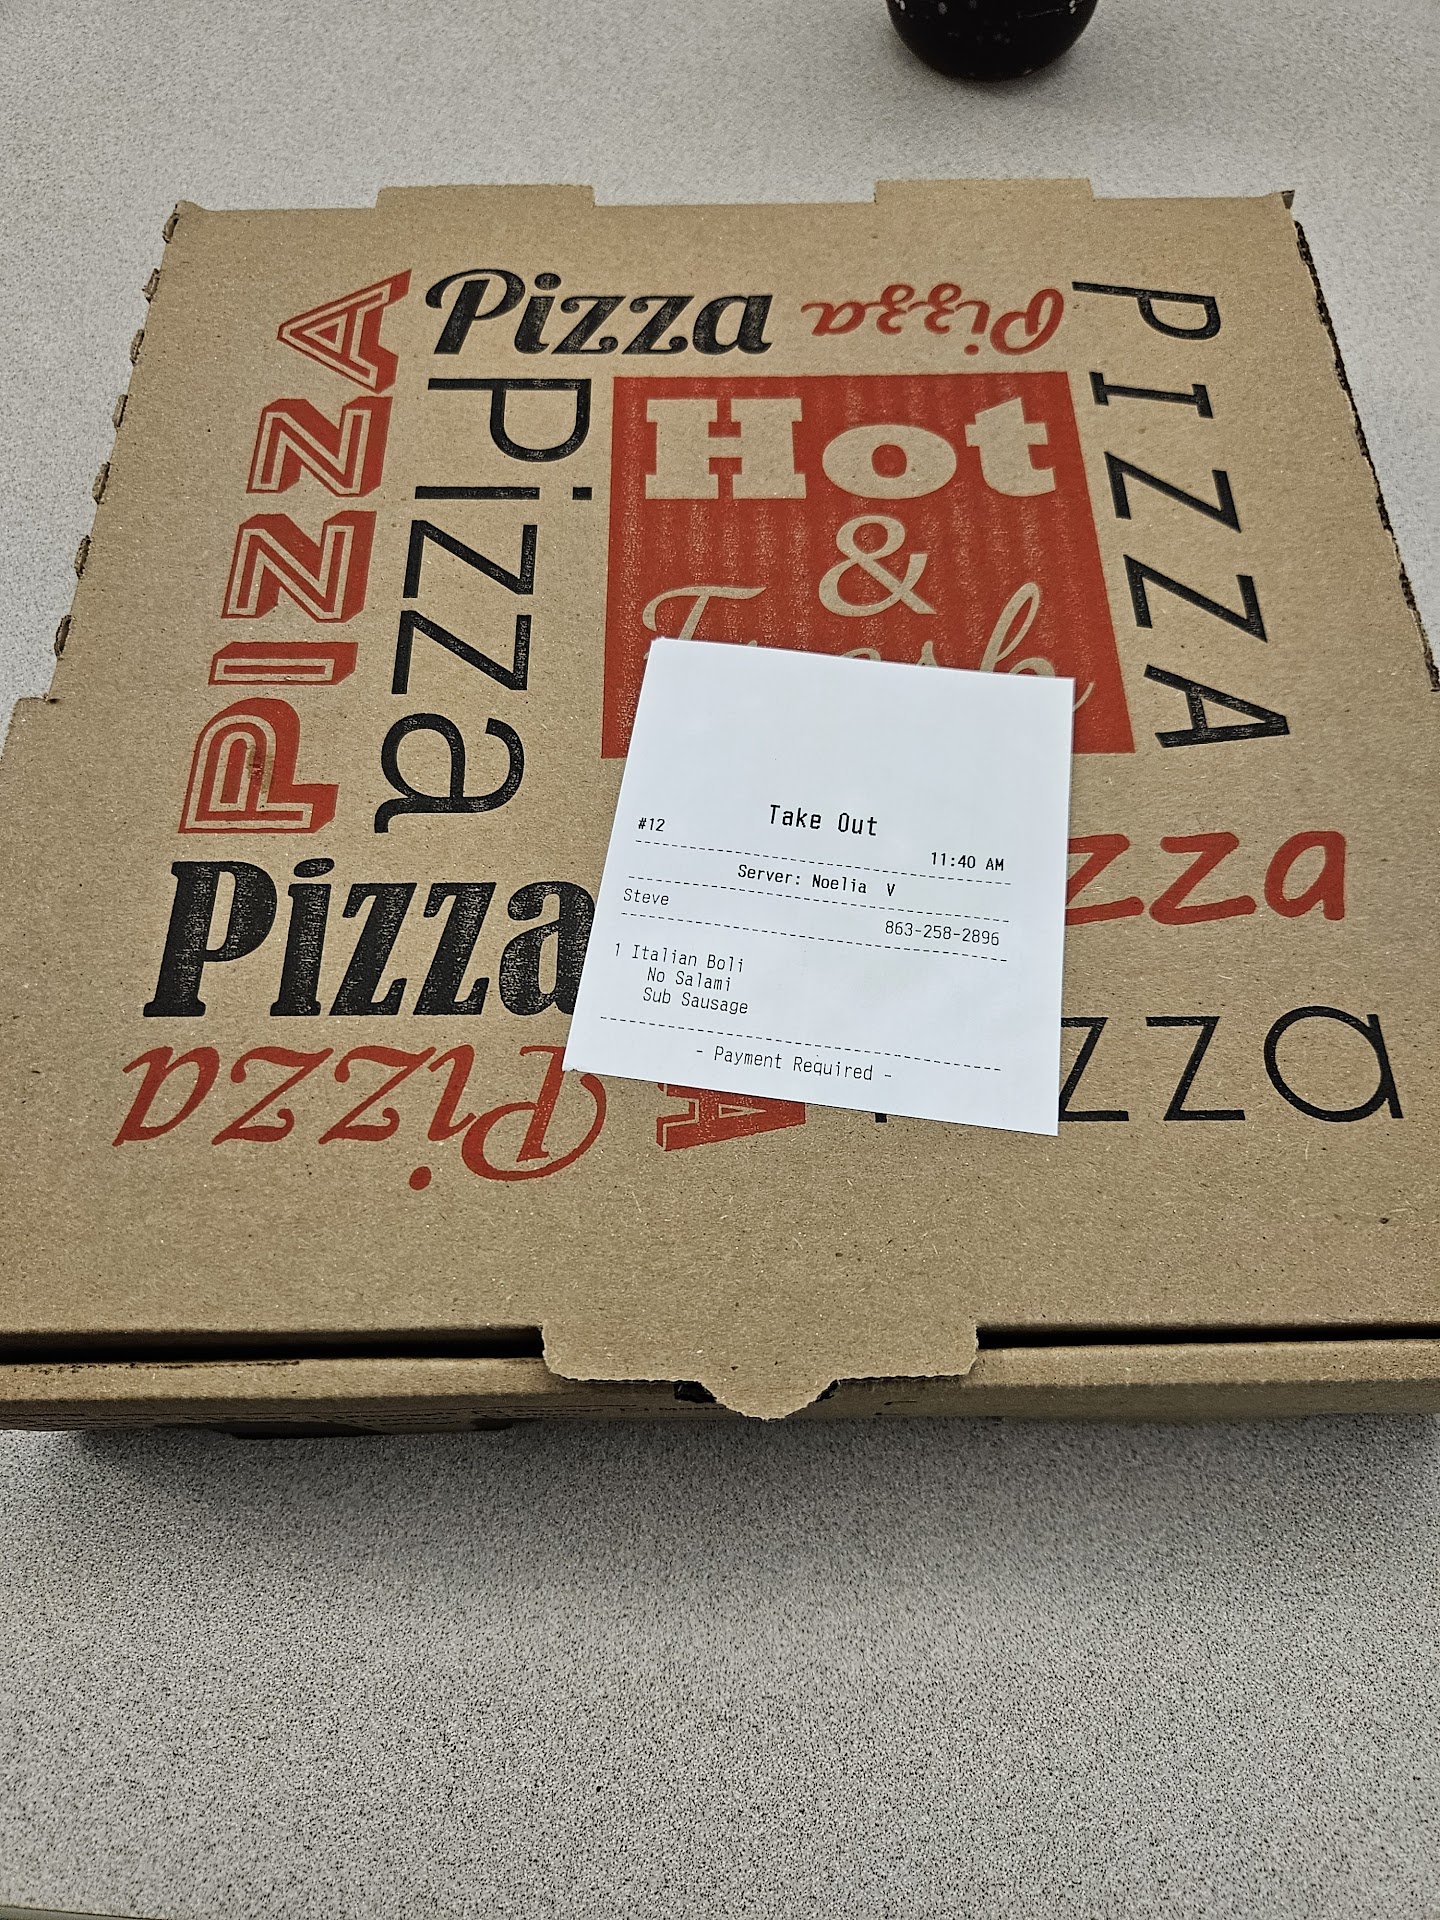 Pizza Pizza
PIZZA
Pizza
PIZZA
Hot
&
Fresh
Take Out
#12
11:40 AM
Server: Noelia V
Steve
863-258-2896
1 Italian Boli
No Salami
Sub Sausage
- Payment Required -
Pizza
zza
Pizza
A
zza